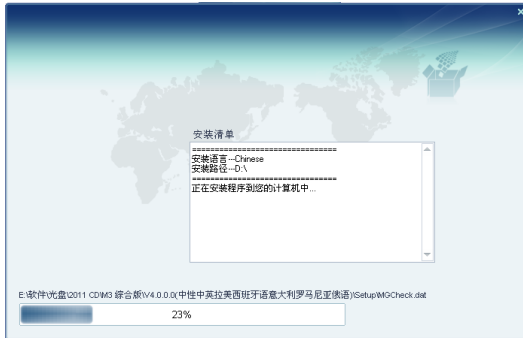 安装清单
================================
安装语言---Chinese
安装路径---D:\
================================
正在安装程序到您的计算机中...
E:\软件\光盘\2011 CD\M3 综合版\V4.0.0.0(中性中英拉美西班牙语意大利罗马尼亚俄语)\Setup\MGCheck.dat
23%